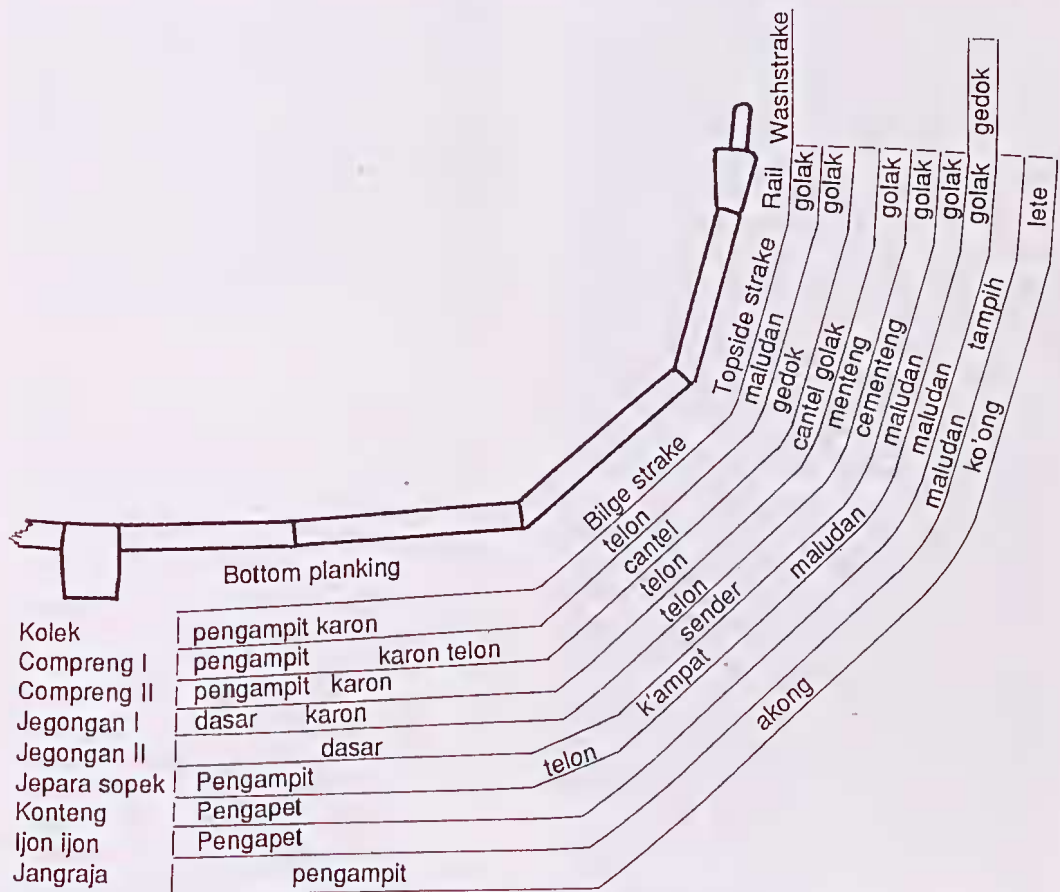 Washstrake
gedok
Rail
golak
golak
golak
golak
golak
golak
lete
Topside strake
maludan
gedok
cantel golak
menteng
cementeng
maludan
maludan
maludan
tampih
ko'ong
Bilge strake
telon
cantel
telon
telon
sender
maludan
k'ampat
telon
akong
Bottom planking
Kolek
pengampit karon
Compreng I
pengampit karon telon
Compreng II
pengampit karon
Jegongan I
dasar karon
Jegongan II
dasar
Jepara sopek
Pengampit
Konteng
Pengapet
Ijon ijon
Pengapet
Jangraja
pengampit